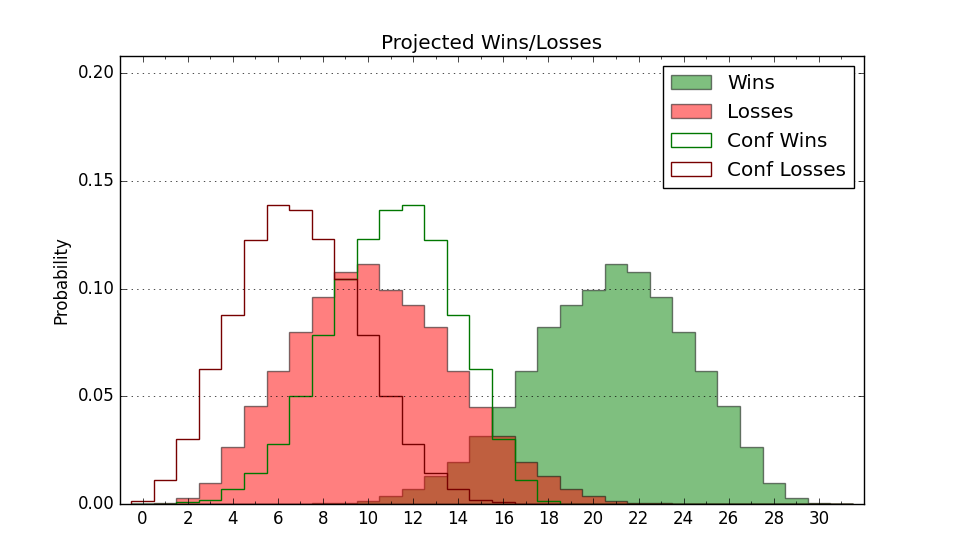 Projected Wins/Losses
0.20
0.15
0.10
0.05
0.00
Probability
Wins
Losses
Conf Wins
Conf Losses
0 2 4 6 8 10 12 14 16 18 20 22 24 26 28 30